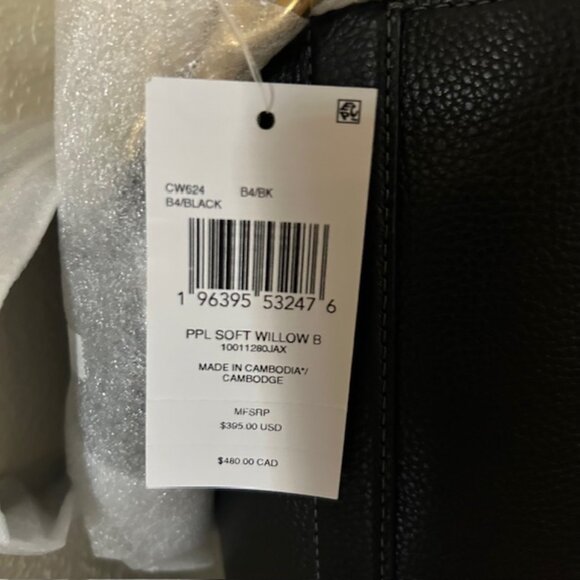 CW624 B4/BK
B4/BLACK
1 96395 53247 6
PPL SOFT WILLOW B
10011280JAX
MADE IN CAMBODIA*/
CAMBODGE
MFSRP
$395.00 USD
$480.00 CAD